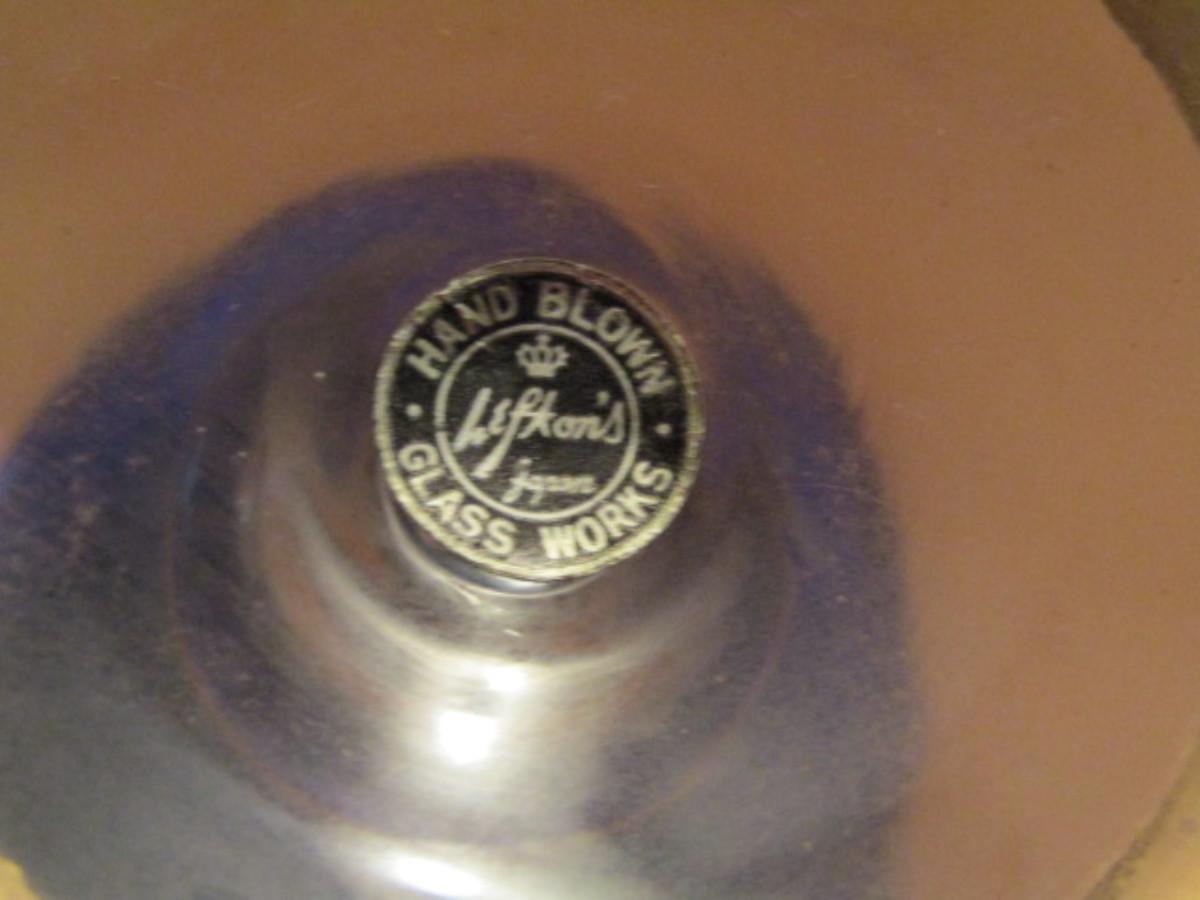 HAND BLOWN
Lefton's
japan
GLASS WORKS